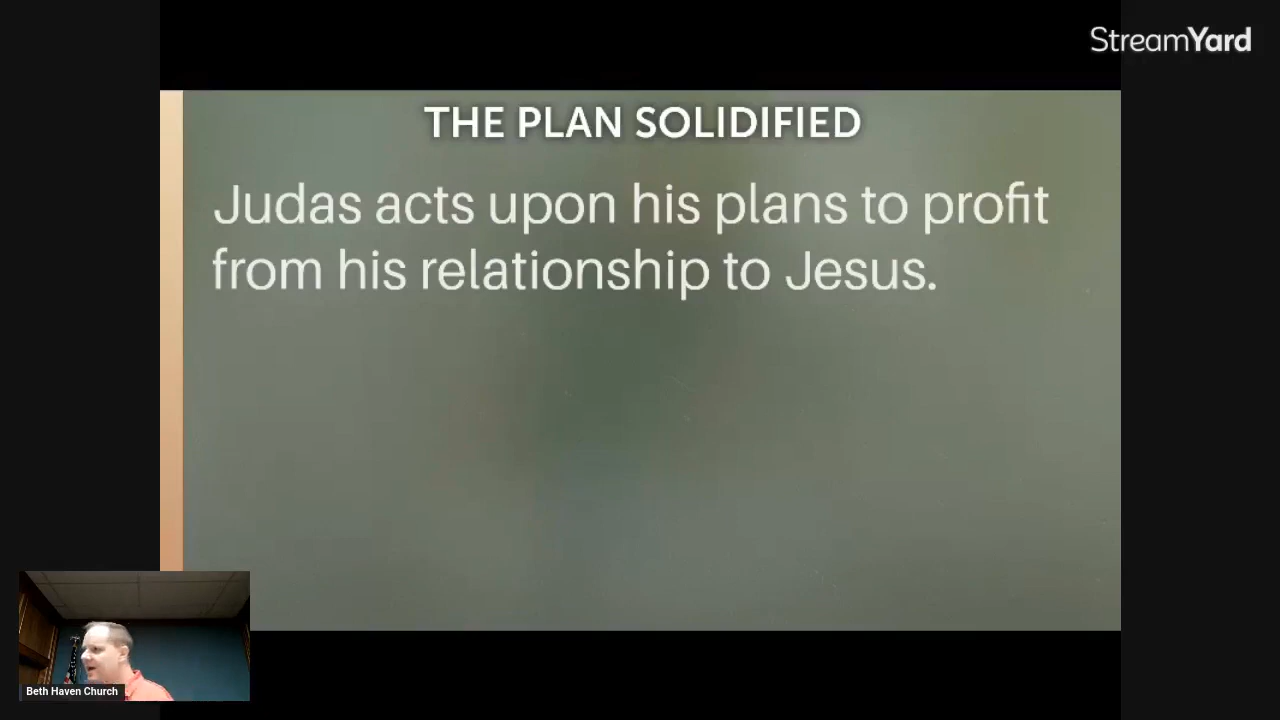 StreamYard
THE PLAN SOLIDIFIED
Judas acts upon his plans to profit
from his relationship to Jesus.
Beth Haven Church